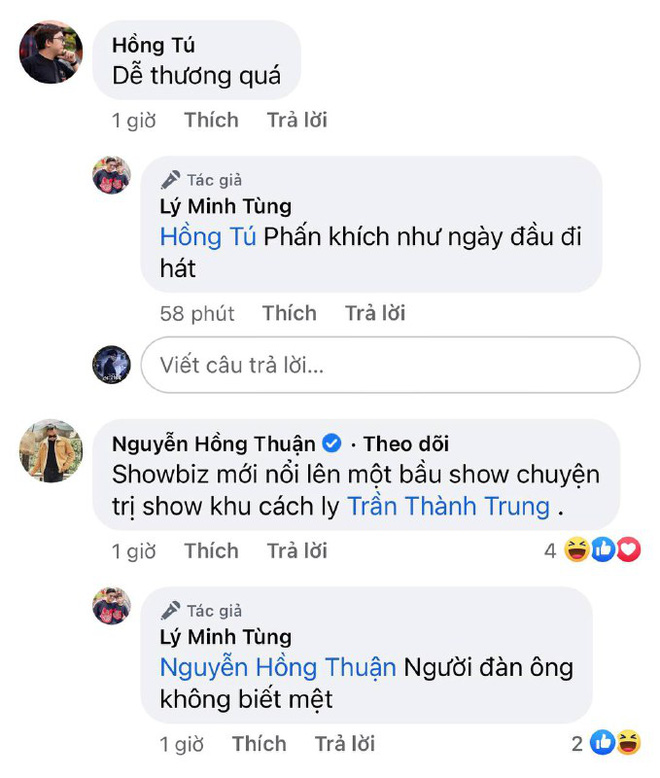 Hồng Tú
Dễ thương quá
1 giờ Thích Trả lời
Tác giả
Lý Minh Tùng
Hồng Tú Phấn khích như ngày đầu đi
hát
58 phút Thích Trả lời
Viết câu trả lời...
Nguyễn Hồng Thuận · Theo dõi
Showbiz mới nổi lên một bầu show chuyện
trị show khu cách ly Trần Thành Trung .
1 giờ Thích Trả lời 4
Tác giả
Lý Minh Tùng
Nguyễn Hồng Thuận Người đàn ông
không biết mệt
1 giờ Thích Trả lời 2